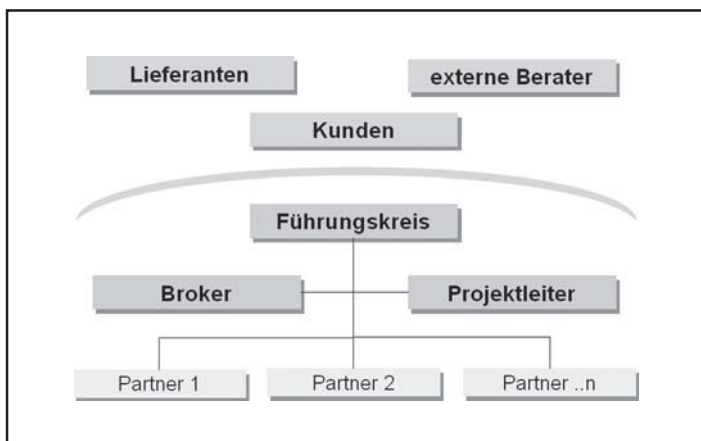 Lieferanten
externe Berater
Kunden
Führungskreis
Broker
Projektleiter
Partner 1
Partner 2
Partner ..n